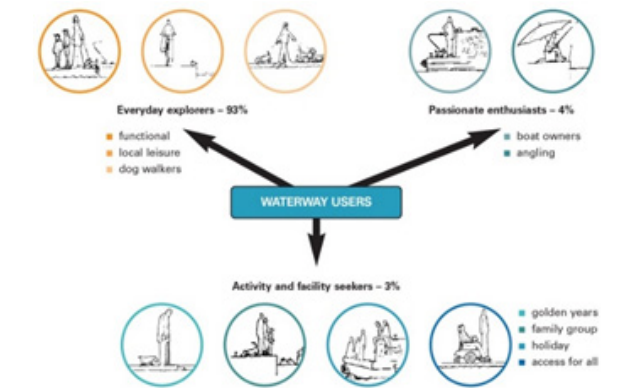 Everyday explorers – 93%
functional
local leisure
dog walkers
Passionate enthusiasts – 4%
boat owners
angling
WATERWAY USERS
Activity and facility seekers – 3%
golden years
family group
holiday
access for all